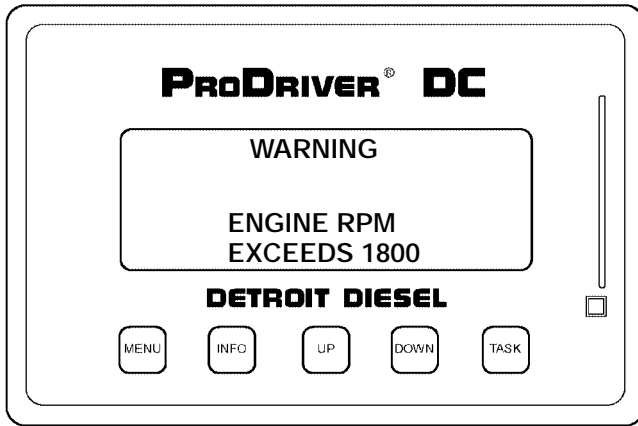 PRODRIVER® DC
WARNING
ENGINE RPM
EXCEEDS 1800
DETROIT DIESEL
MENU INFO UP DOWN TASK